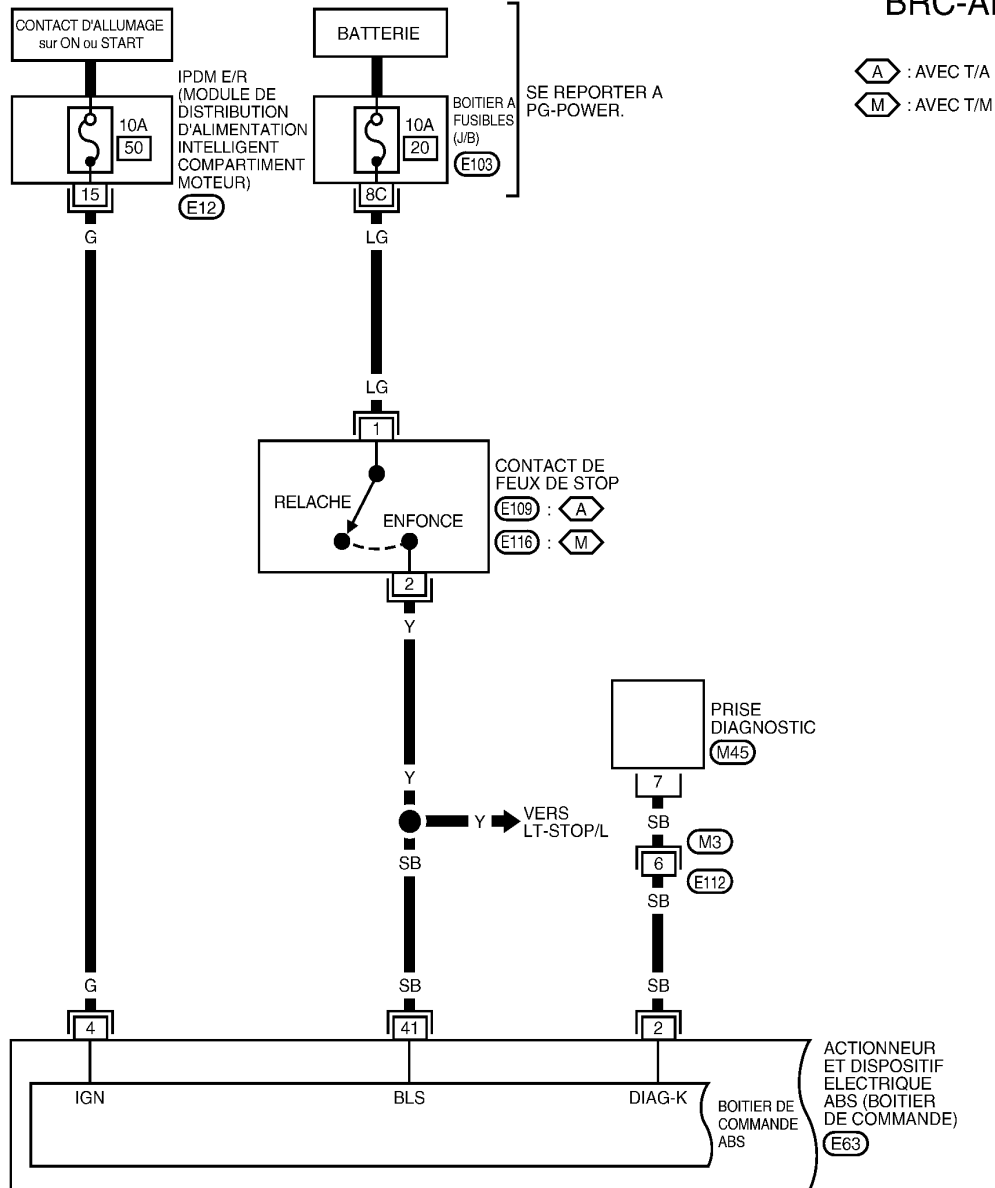 BRC-A
A : AVEC T/A
M : AVEC T/M
CONTACT D'ALLUMAGE
sur ON ou START
BATTERIE
IPDM E/R
(MODULE DE
DISTRIBUTION
D'ALIMENTATION
INTELLIGENT
COMPARTIMENT
MOTEUR)
E12
10A
50
15
BOITIER A
FUSIBLES
(J/B)
E103
10A
20
8C
SE REPORTER A
PG-POWER.
G
LG
LG
1
RELACHE
ENFONCE
2
CONTACT DE
FEUX DE STOP
E109 : A
E116 : M
Y
Y
Y
VERS
LT-STOP/L
SB
PRISE
DIAGNOSTIC
M45
7
SB
M3
6
E112
SB
G
SB
SB
4
41
2
IGN
BLS
DIAG-K
BOITIER DE
COMMANDE
ABS
ACTIONNEUR
ET DISPOSITIF
ELECTRIQUE
ABS (BOITIER
DE COMMANDE)
E63